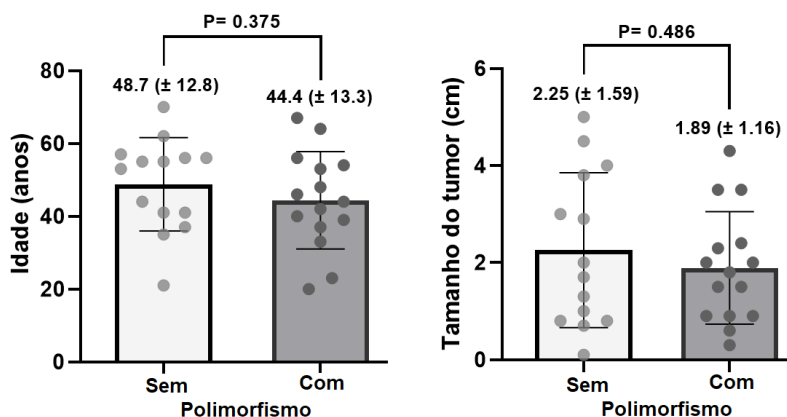 P= 0.375
48.7 (± 12.8)
44.4 (± 13.3)
Idade (anos)
80
60
40
20
0
Sem
Com
Polimorfismo
P= 0.486
2.25 (± 1.59)
1.89 (± 1.16)
Tamanho do tumor (cm)
6
4
2
0
Sem
Com
Polimorfismo